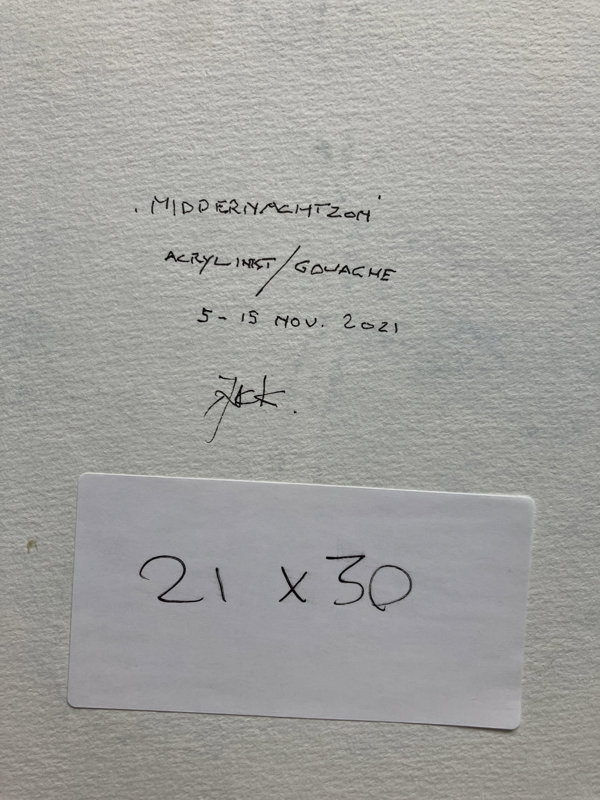 'MIDDERNACHTZON'
ACRYLINKT/GOUACHE
5-15 NOV. 2021
21 x 30